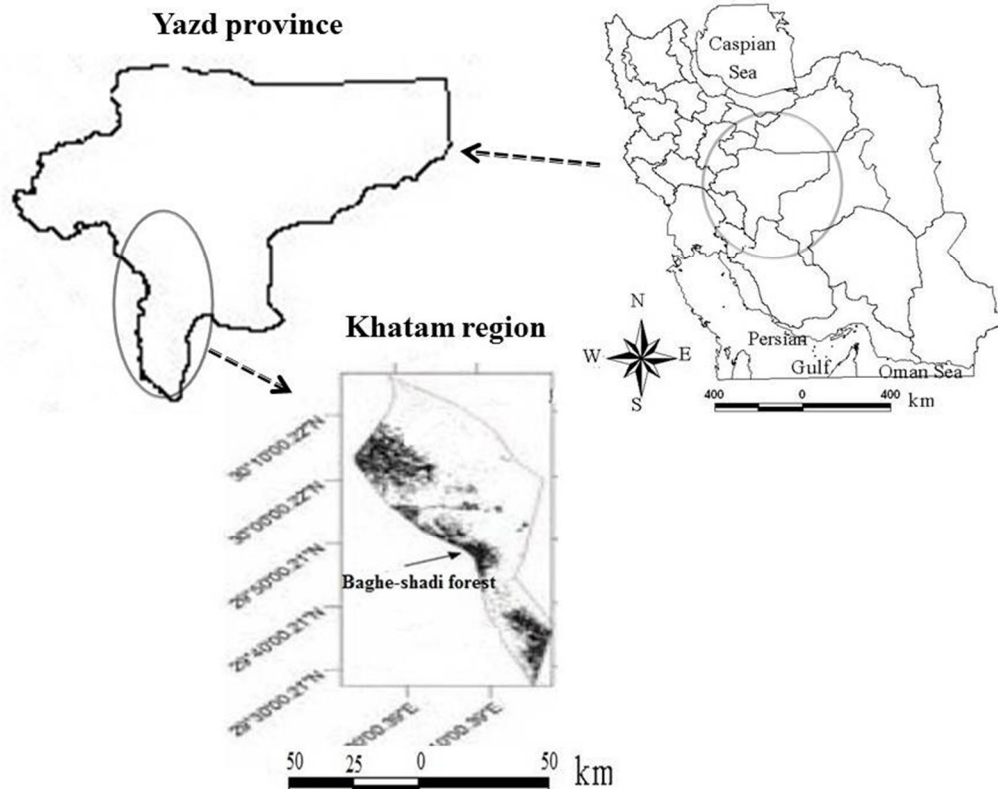 Yazd province
Caspian
Sea
N
W
E
S
Persian
Gulf
Oman Sea
400
0
400
km
Khatam region
30°10'00.22"N
30°00'00.22"N
29°50'00.21"N
29°40'00.21"N
29°30'00.21"N
Baghe-shadi forest
50
25
0
50
km